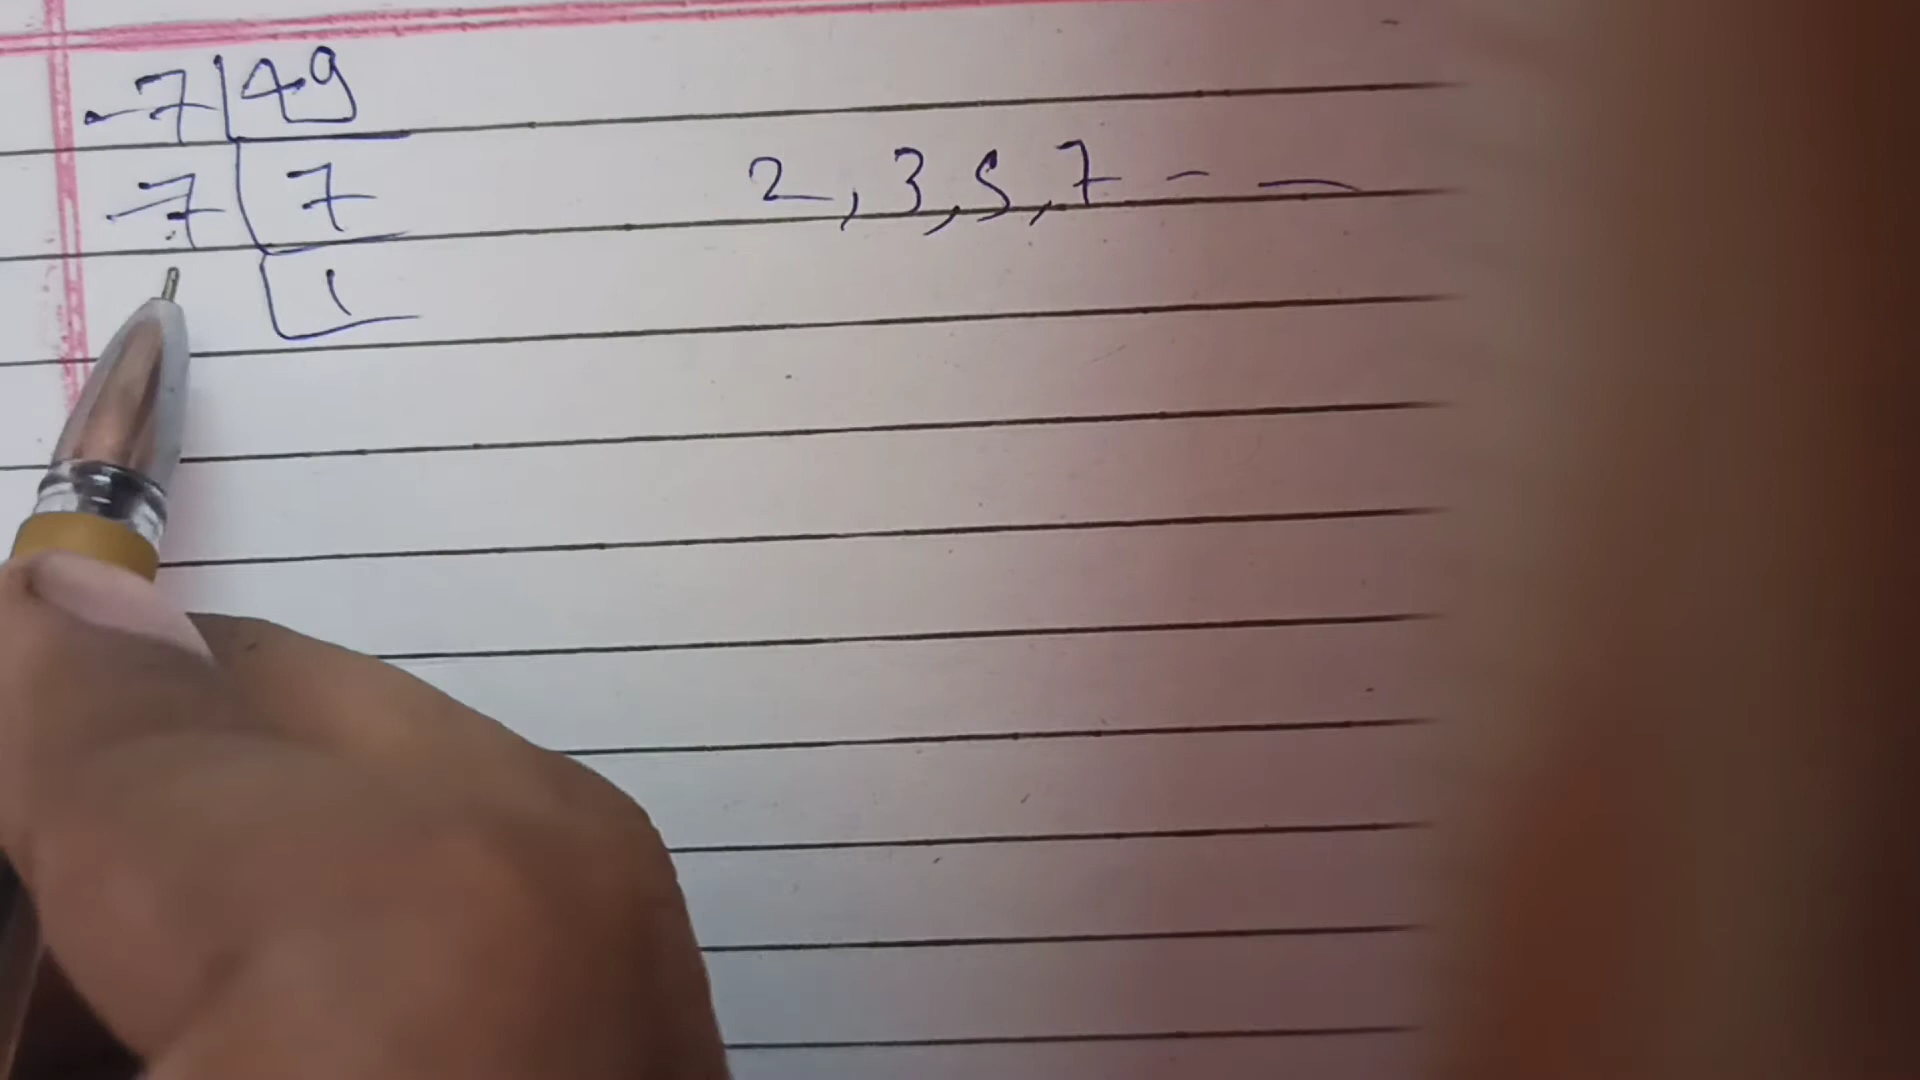 7 | 49
7 | 7
1
2, 3, 5, 7 - —